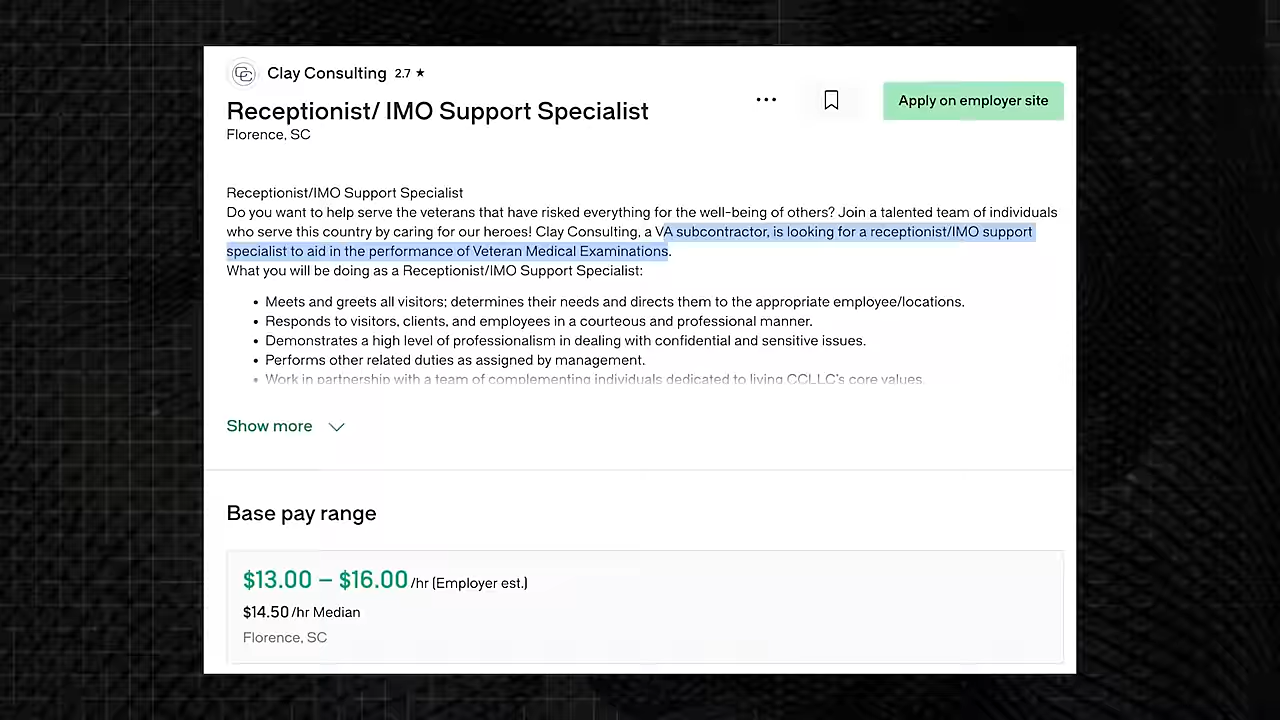 Clay Consulting 2.7 ★
Receptionist/ IMO Support Specialist
Florence, SC
Apply on employer site
Receptionist/IMO Support Specialist
Do you want to help serve the veterans that have risked everything for the well-being of others? Join a talented team of individuals
who serve this country by caring for our heroes! Clay Consulting, a VA subcontractor, is looking for a receptionist/IMO support
specialist to aid in the performance of Veteran Medical Examinations.
What you will be doing as a Receptionist/IMO Support Specialist:
• Meets and greets all visitors; determines their needs and directs them to the appropriate employee/locations.
• Responds to visitors, clients, and employees in a courteous and professional manner.
• Demonstrates a high level of professionalism in dealing with confidential and sensitive issues.
• Performs other related duties as assigned by management.
• Work in partnership with a team of complementing individuals dedicated to living CCLLC's core values.
Show more
Base pay range
$13.00 – $16.00 /hr (Employer est.)
$14.50 /hr Median
Florence, SC